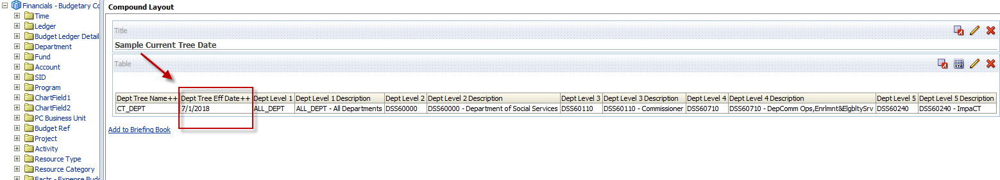 Financials - Budgetary Co
Time
Ledger
Budget Ledger Detail
Department
Fund
Account
SID
Program
ChartField1
ChartField2
PC Business Unit
Budget Ref
Project
Activity
Resource Type
Resource Category
Facts - Expense Budg
Compound Layout
Title
Sample Current Tree Date
Table
Dept Tree Name++ Dept Tree Eff Date++ Dept Level 1 Dept Level 1 Description Dept Level 2 Dept Level 2 Description Dept Level 3 Dept Level 3 Description Dept Level 4 Dept Level 4 Description Dept Level 5 Dept Level 5 Description
CT_DEPT 7/1/2018 ALL_DEPT ALL_DEPT - All Departments DSS60000 DSS60000 - Department of Social Services DSS60110 DSS60110 - Commissioner DSS60710 DSS60710 - DepComm Ops,Enrlmnt&ElgbltySrv DSS60240 DSS60240 - ImpaCT
Add to Briefing Book